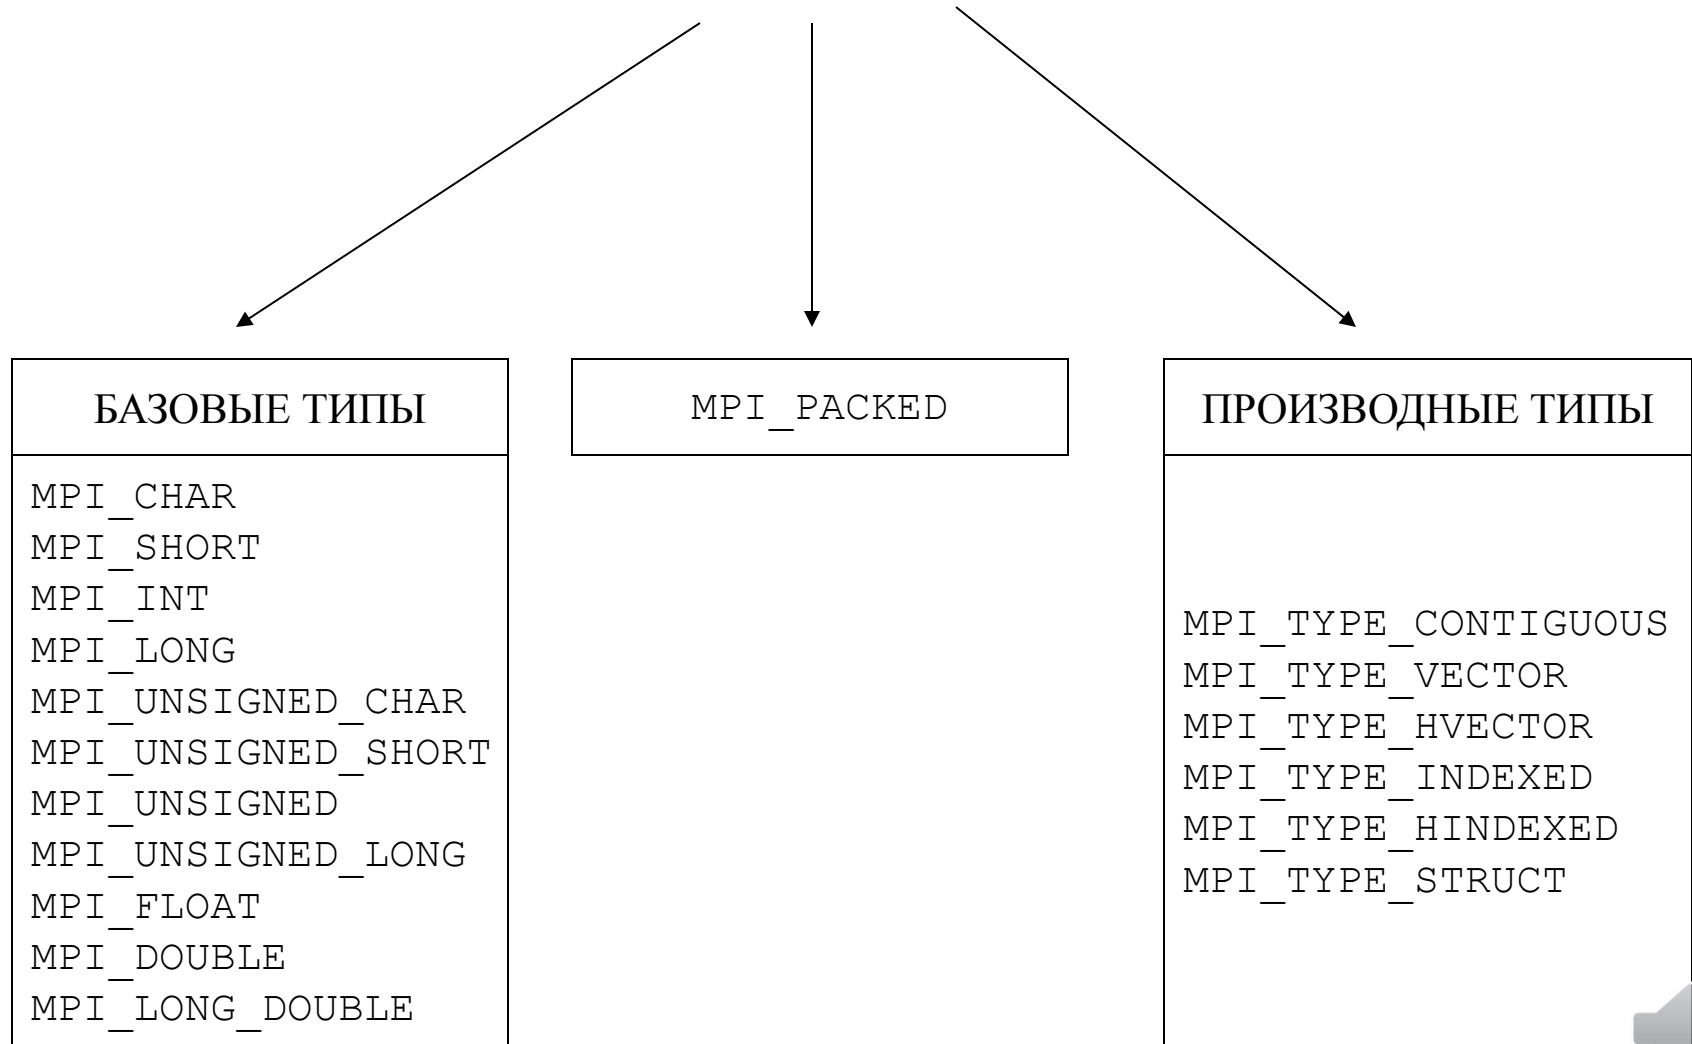 БАЗОВЫЕ ТИПЫ
MPI_CHAR
MPI_SHORT
MPI_INT
MPI_LONG
MPI_UNSIGNED_CHAR
MPI_UNSIGNED_SHORT
MPI_UNSIGNED
MPI_UNSIGNED_LONG
MPI_FLOAT
MPI_DOUBLE
MPI_LONG_DOUBLE
MPI_PACKED
ПРОИЗВОДНЫЕ ТИПЫ
MPI_TYPE_CONTIGUOUS
MPI_TYPE_VECTOR
MPI_TYPE_HVECTOR
MPI_TYPE_INDEXED
MPI_TYPE_HINDEXED
MPI_TYPE_STRUCT